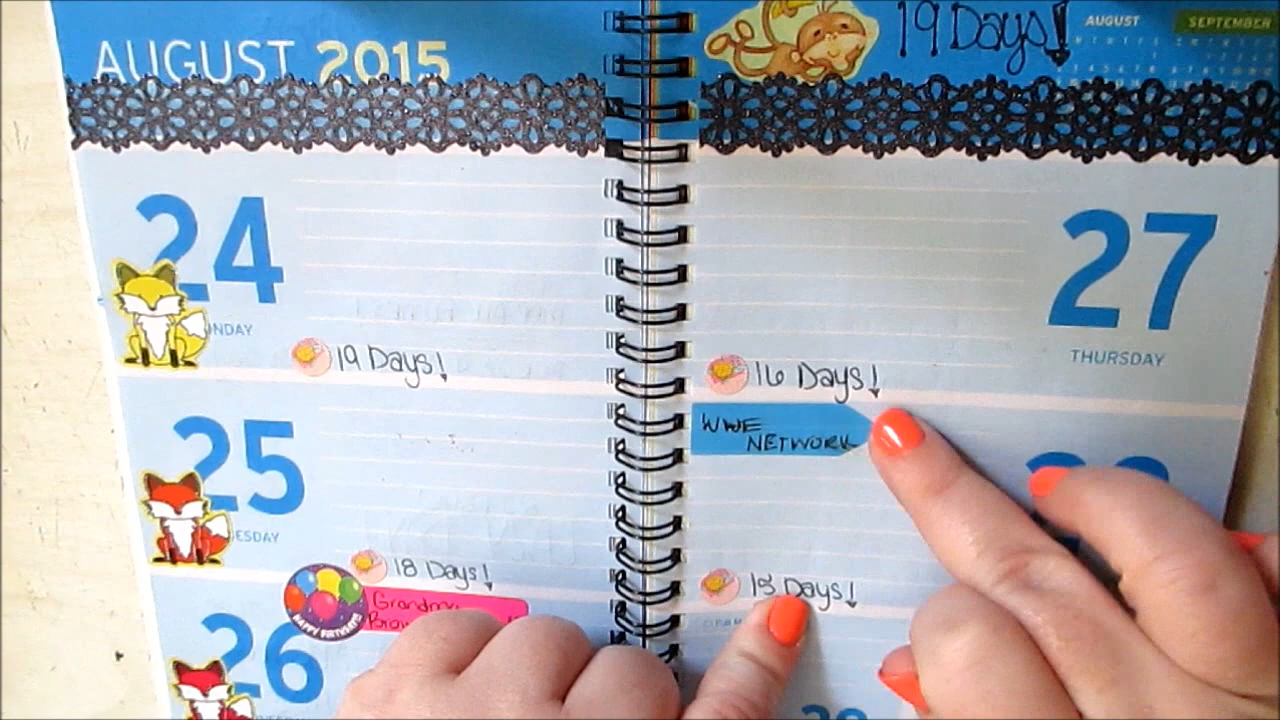 AUGUST 2015
19 Days!
AUGUST
SEPTEMBER
24
19 Days!
25
18 Days!
HAPPY BIRTHDAY!
26
27
THURSDAY
16 Days!
WWE
NETWORK
15 Days!